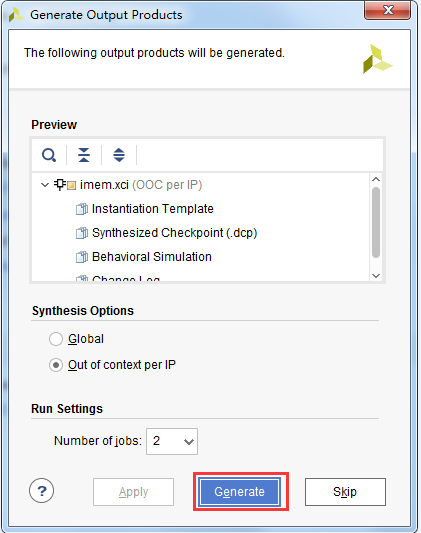 Generate Output Products
The following output products will be generated.
Preview
imem.xci (OOC per IP)
Instantiation Template
Synthesized Checkpoint (.dcp)
Behavioral Simulation
Change Log
Synthesis Options
Global
Out of context per IP
Run Settings
Number of jobs: 2
? Apply Generate Skip